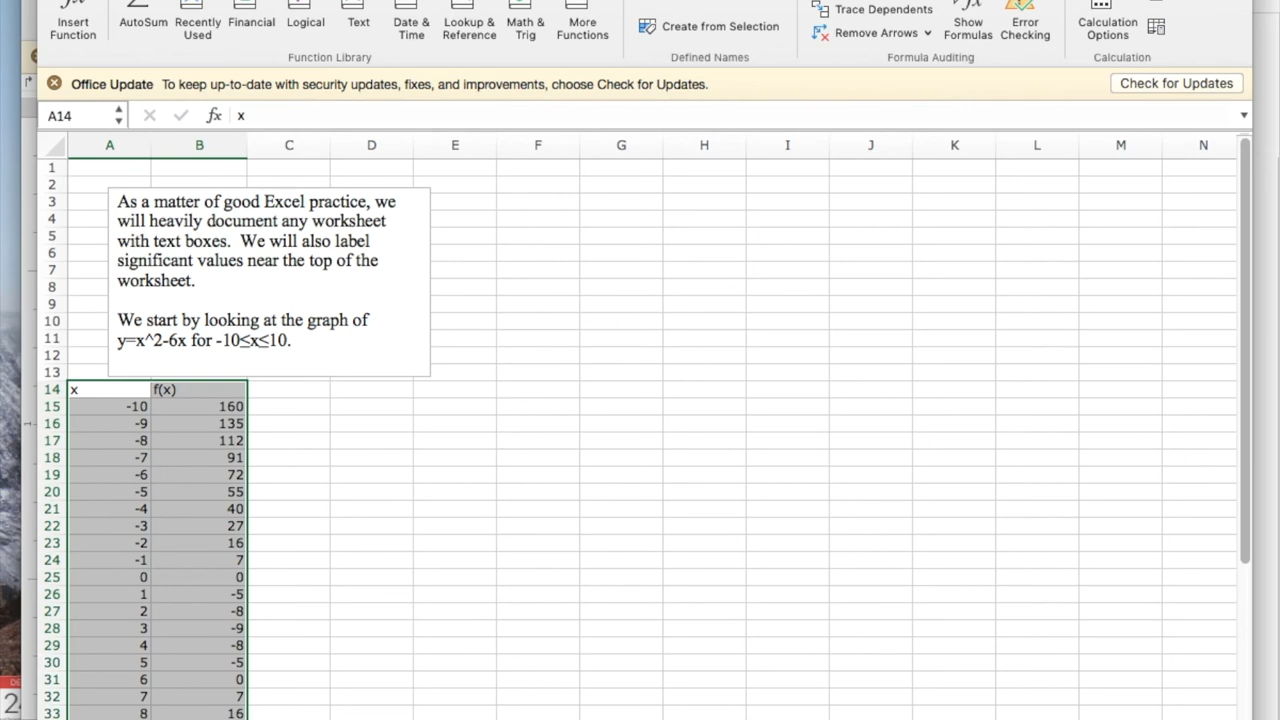 Insert Function
AutoSum
Recently Used
Financial
Logical
Text
Date & Time
Lookup & Reference
Math & Trig
More Functions
Create from Selection
Trace Dependents
Remove Arrows
Show Formulas
Error Checking
Calculation Options
Function Library
Defined Names
Formula Auditing
Calculation
Office Update To keep up-to-date with security updates, fixes, and improvements, choose Check for Updates. Check for Updates
A14 fx x
A B C D E F G H I J K L M N
1
2
3
4
5
6
7
8
9
10
11
12
13
As a matter of good Excel practice, we
will heavily document any worksheet
with text boxes. We will also label
significant values near the top of the
worksheet.
We start by looking at the graph of
y=x^2-6x for -10≤x≤10.
14 x f(x)
15 -10 160
16 -9 135
17 -8 112
18 -7 91
19 -6 72
20 -5 55
21 -4 40
22 -3 27
23 -2 16
24 -1 7
25 0 0
26 1 -5
27 2 -8
28 3 -9
29 4 -8
30 5 -5
31 6 0
32 7 7
33 8 16